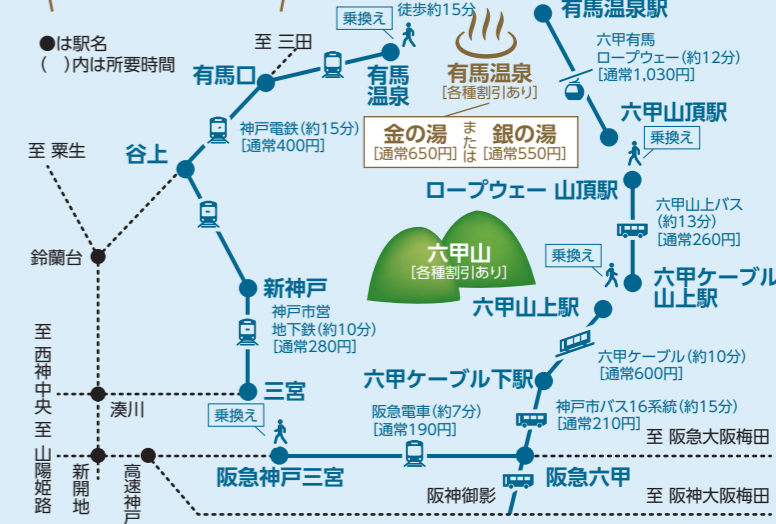 乗換え
徒歩約15分
有馬温泉駅
●は駅名
(　)内は所要時間
至 三田
有馬口
有馬
温泉
有馬温泉
[各種割引あり]
六甲有馬
ロープウェー(約12分)
[通常1,030円]
金の湯
[通常650円]
または
銀の湯
[通常550円]
六甲山頂駅
乗換え
神戸電鉄(約15分)
[通常400円]
谷上
至 粟生
ロープウェー 山頂駅
六甲山上バス
(約13分)
[通常260円]
鈴蘭台
六甲山
[各種割引あり]
乗換え
六甲ケーブル
山上駅
新神戸
神戸市営
地下鉄(約10分)
[通常280円]
六甲山上駅
六甲ケーブル(約10分)
[通常600円]
至 西神中央
三宮
湊川
乗換え
六甲ケーブル下駅
阪急電車(約7分)
[通常190円]
神戸市バス16系統(約15分)
[通常210円]
至 阪急大阪梅田
至 山陽姫路
新開地
高速神戸
阪急神戸三宮
阪急六甲
阪神御影
至 阪神大阪梅田